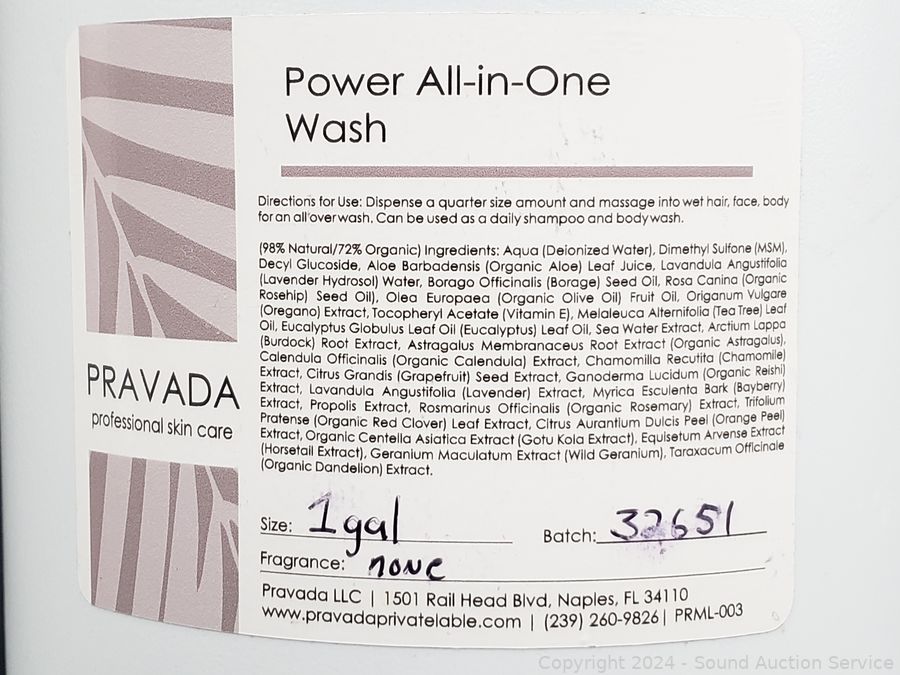 Power All-in-One
Wash
Directions for Use: Dispense a quarter size amount and massage into wet hair, face, body
for an all over wash. Can be used as a daily shampoo and body wash.
(98% Natural/72% Organic) Ingredients: Aqua (Deionized Water), Dimethyl Sulfone (MSM),
Decyl Glucoside, Aloe Barbadensis (Organic Aloe) Leaf Juice, Lavandula Angustifolia
(Lavender Hydrosol) Water, Borago Officinalis (Borage) Seed Oil, Rosa Canina (Organic
Rosehip) Seed Oil), Olea Europaea (Organic Olive Oil) Fruit Oil, Origanum Vulgare
(Oregano) Extract, Tocopheryl Acetate (Vitamin E), Melaleuca Alternifolia (Tea Tree) Leaf
Oil, Eucalyptus Globulus Leaf Oil (Eucalyptus) Leaf Oil, Sea Water Extract, Arctium Lappa
(Burdock) Root Extract, Astragalus Membranaceus Root Extract (Organic Astragalus),
Calendula Officinalis (Organic Calendula) Extract, Chamomilla Recutita (Chamomile)
Extract, Citrus Grandis (Grapefruit) Seed Extract, Ganoderma Lucidum (Organic Reishi)
Extract, Lavandula Angustifolia (Lavender) Extract, Myrica Esculenta Bark (Bayberry)
Extract, Propolis Extract, Rosmarinus Officinalis (Organic Rosemary) Extract, Trifolium
Pratense (Organic Red Clover) Leaf Extract, Citrus Aurantium Dulcis Peel (Orange Peel)
Extract, Organic Centella Asiatica Extract (Gotu Kola Extract), Equisetum Arvense Extract
(Horsetail Extract), Geranium Maculatum Extract (Wild Geranium), Taraxacum Officinale
(Organic Dandelion) Extract.
PRAVADA
professional skin care
Size: 1 gal Batch: 32651
Fragrance: none
Pravada LLC | 1501 Rail Head Blvd, Naples, FL 34110
www.pravadaprivatelable.com | (239) 260-9826 | PRML-003
Copyright 2024 - Sound Auction Service